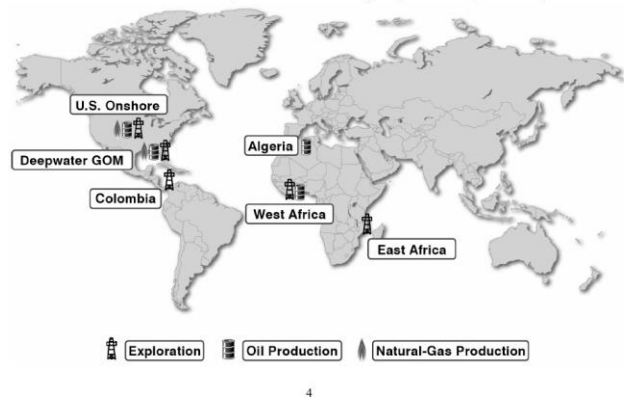 U.S. Onshore
Deepwater GOM
Colombia
Algeria
West Africa
East Africa
Exploration Oil Production Natural-Gas Production
4